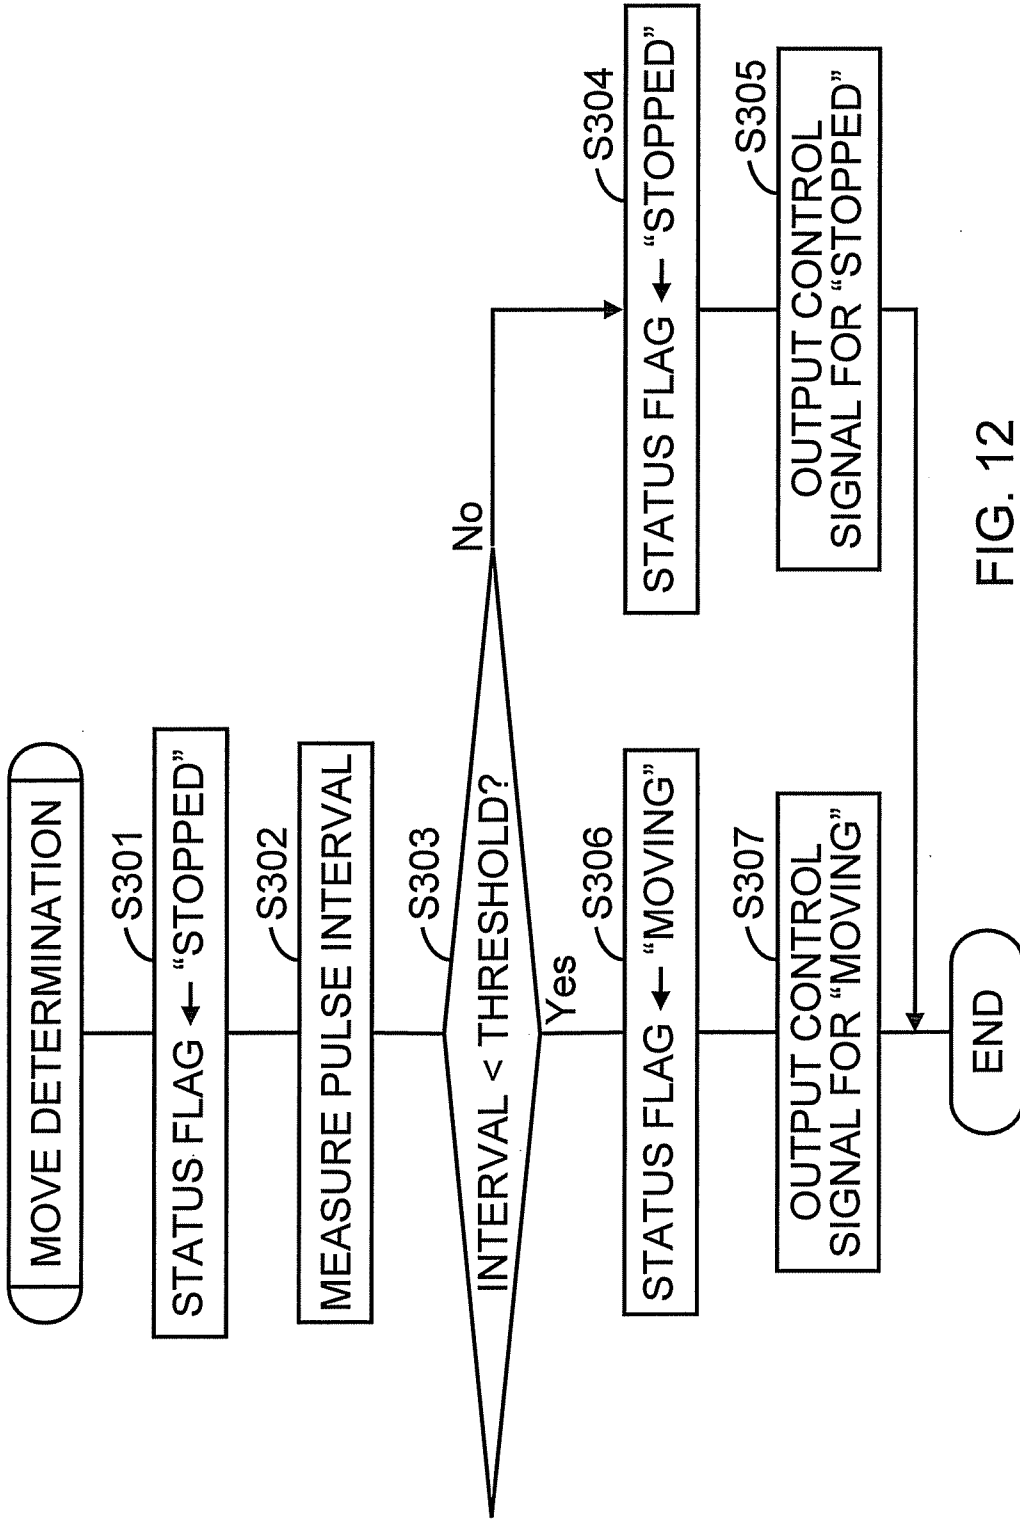 MOVE DETERMINATION
S301
STATUS FLAG ← “STOPPED”
S302
MEASURE PULSE INTERVAL
S303
INTERVAL < THRESHOLD?
No
Yes
S304
STATUS FLAG ← “STOPPED”
S305
OUTPUT CONTROL
SIGNAL FOR “STOPPED”
S306
STATUS FLAG ← “MOVING”
S307
OUTPUT CONTROL
SIGNAL FOR “MOVING”
END
FIG. 12